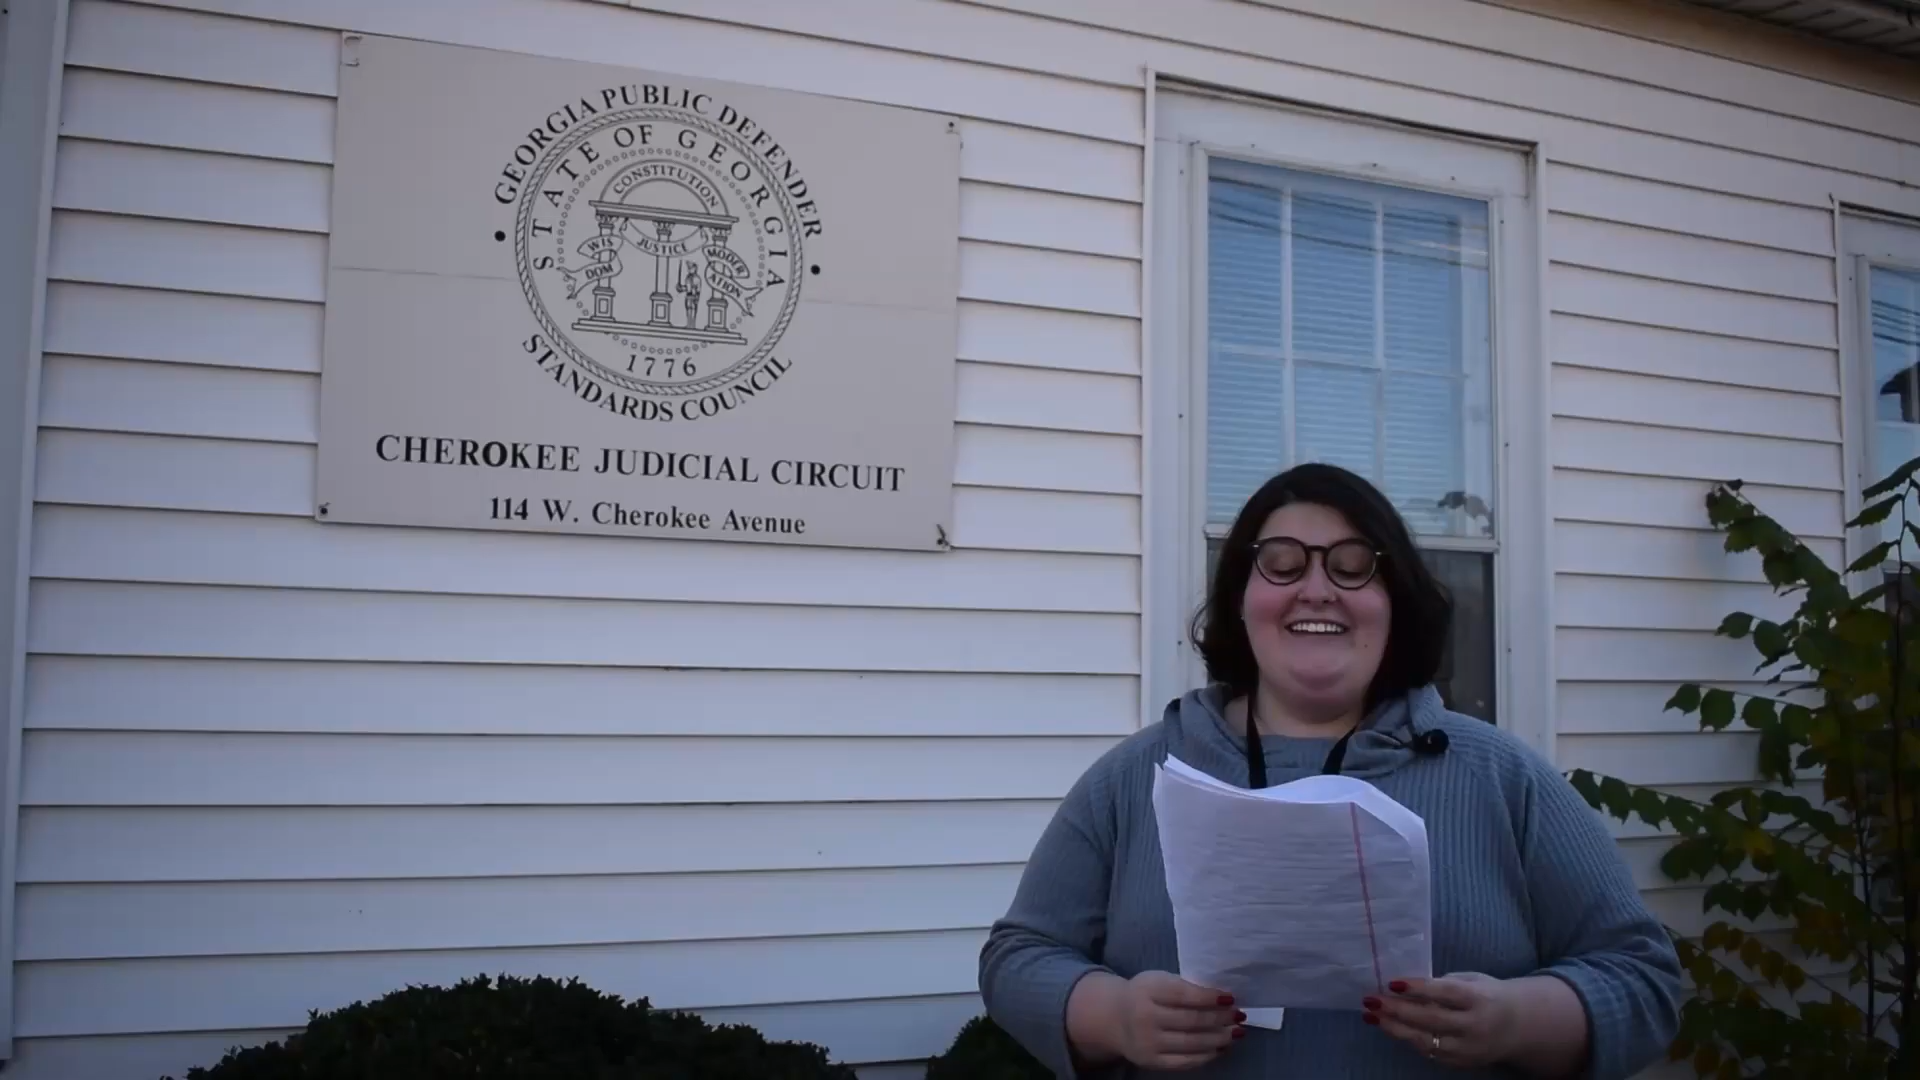 GEORGIA PUBLIC DEFENDER
STATE OF GEORGIA
CONSTITUTION
WIS
DOM
JUSTICE
MODER
ATION
1776
STANDARDS COUNCIL
CHEROKEE JUDICIAL CIRCUIT
114 W. Cherokee Avenue